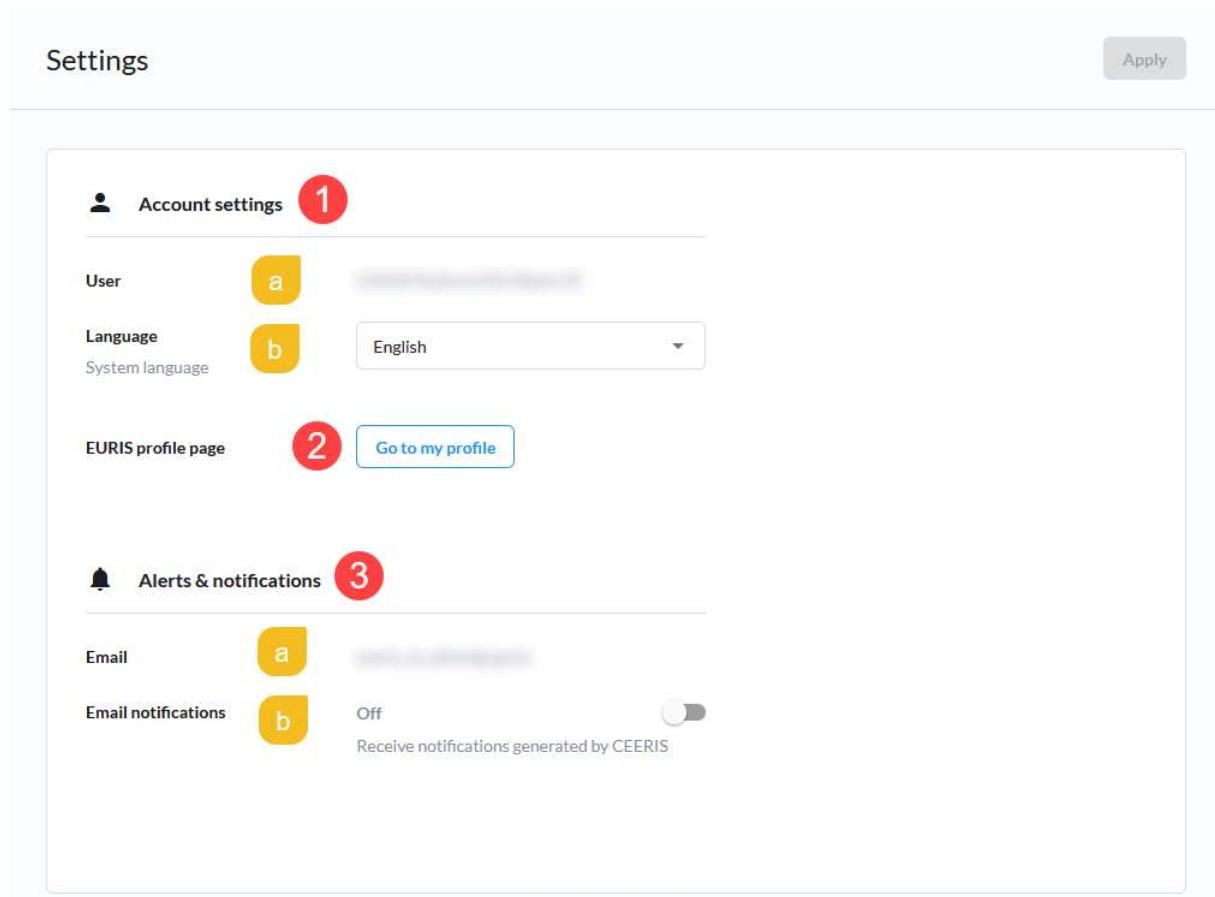 Settings
Apply
Account settings 1
User a
Language b English
System language
EURIS profile page 2 Go to my profile
Alerts & notifications 3
Email a
Email notifications b Off
Receive notifications generated by CEERIS